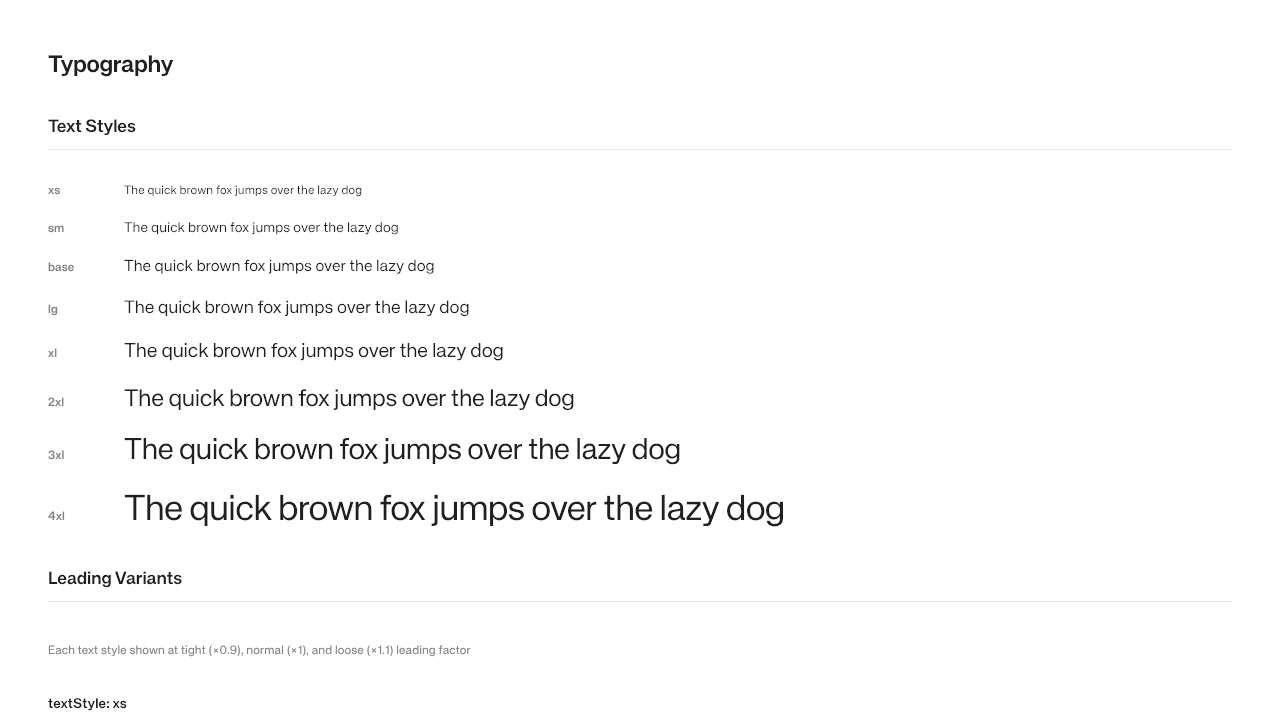 Typography
Text Styles
xs The quick brown fox jumps over the lazy dog
sm The quick brown fox jumps over the lazy dog
base The quick brown fox jumps over the lazy dog
lg The quick brown fox jumps over the lazy dog
xl The quick brown fox jumps over the lazy dog
2xl The quick brown fox jumps over the lazy dog
3xl The quick brown fox jumps over the lazy dog
4xl The quick brown fox jumps over the lazy dog
Leading Variants
Each text style shown at tight (×0.9), normal (×1), and loose (×1.1) leading factor
textStyle: xs